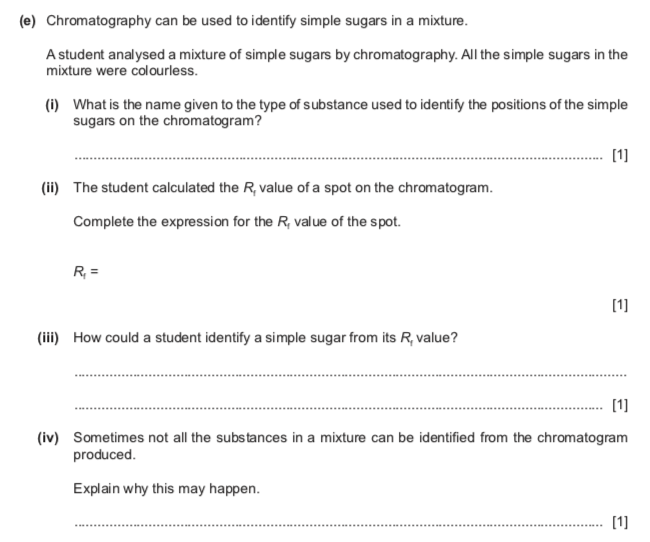 (e) Chromatography can be used to identify simple sugars in a mixture.
A student analysed a mixture of simple sugars by chromatography. All the simple sugars in the
mixture were colourless.
(i) What is the name given to the type of substance used to identify the positions of the simple
sugars on the chromatogram?
[1]
(ii) The student calculated the Rf value of a spot on the chromatogram.
Complete the expression for the Rf value of the spot.
Rf =
[1]
(iii) How could a student identify a simple sugar from its Rf value?
[1]
(iv) Sometimes not all the substances in a mixture can be identified from the chromatogram
produced.
Explain why this may happen.
[1]